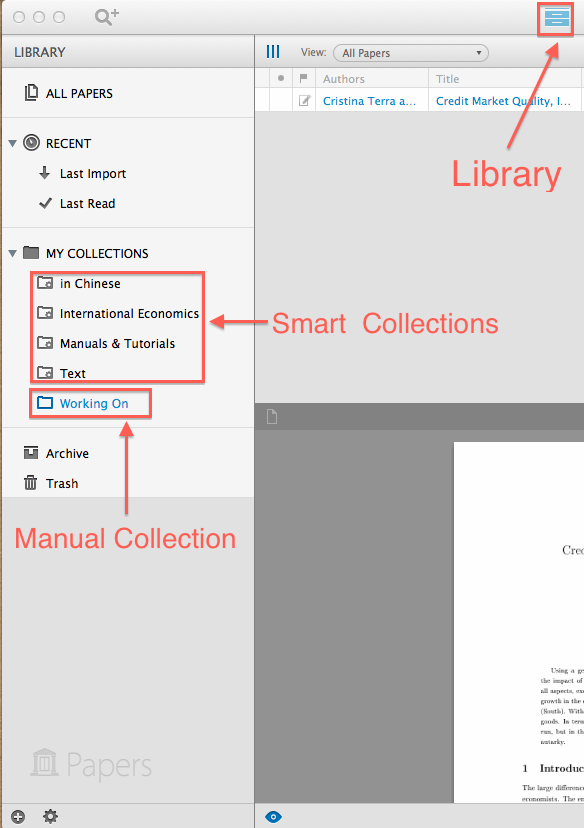 LIBRARY
View: All Papers
ALL PAPERS
Authors Title
Cristina Terra a... Credit Market Quality, I...
RECENT
Last Import
Last Read
Library
MY COLLECTIONS
in Chinese
International Economics
Manuals & Tutorials
Text
Smart Collections
Working On
Archive
Trash
Manual Collection
Cred
Using a ge
the impact of
all aspects, ex
growth in the
(South). With
goods. In term
run, but in th
autarky.
1 Introduc
The large differenc
economists. The en
Papers